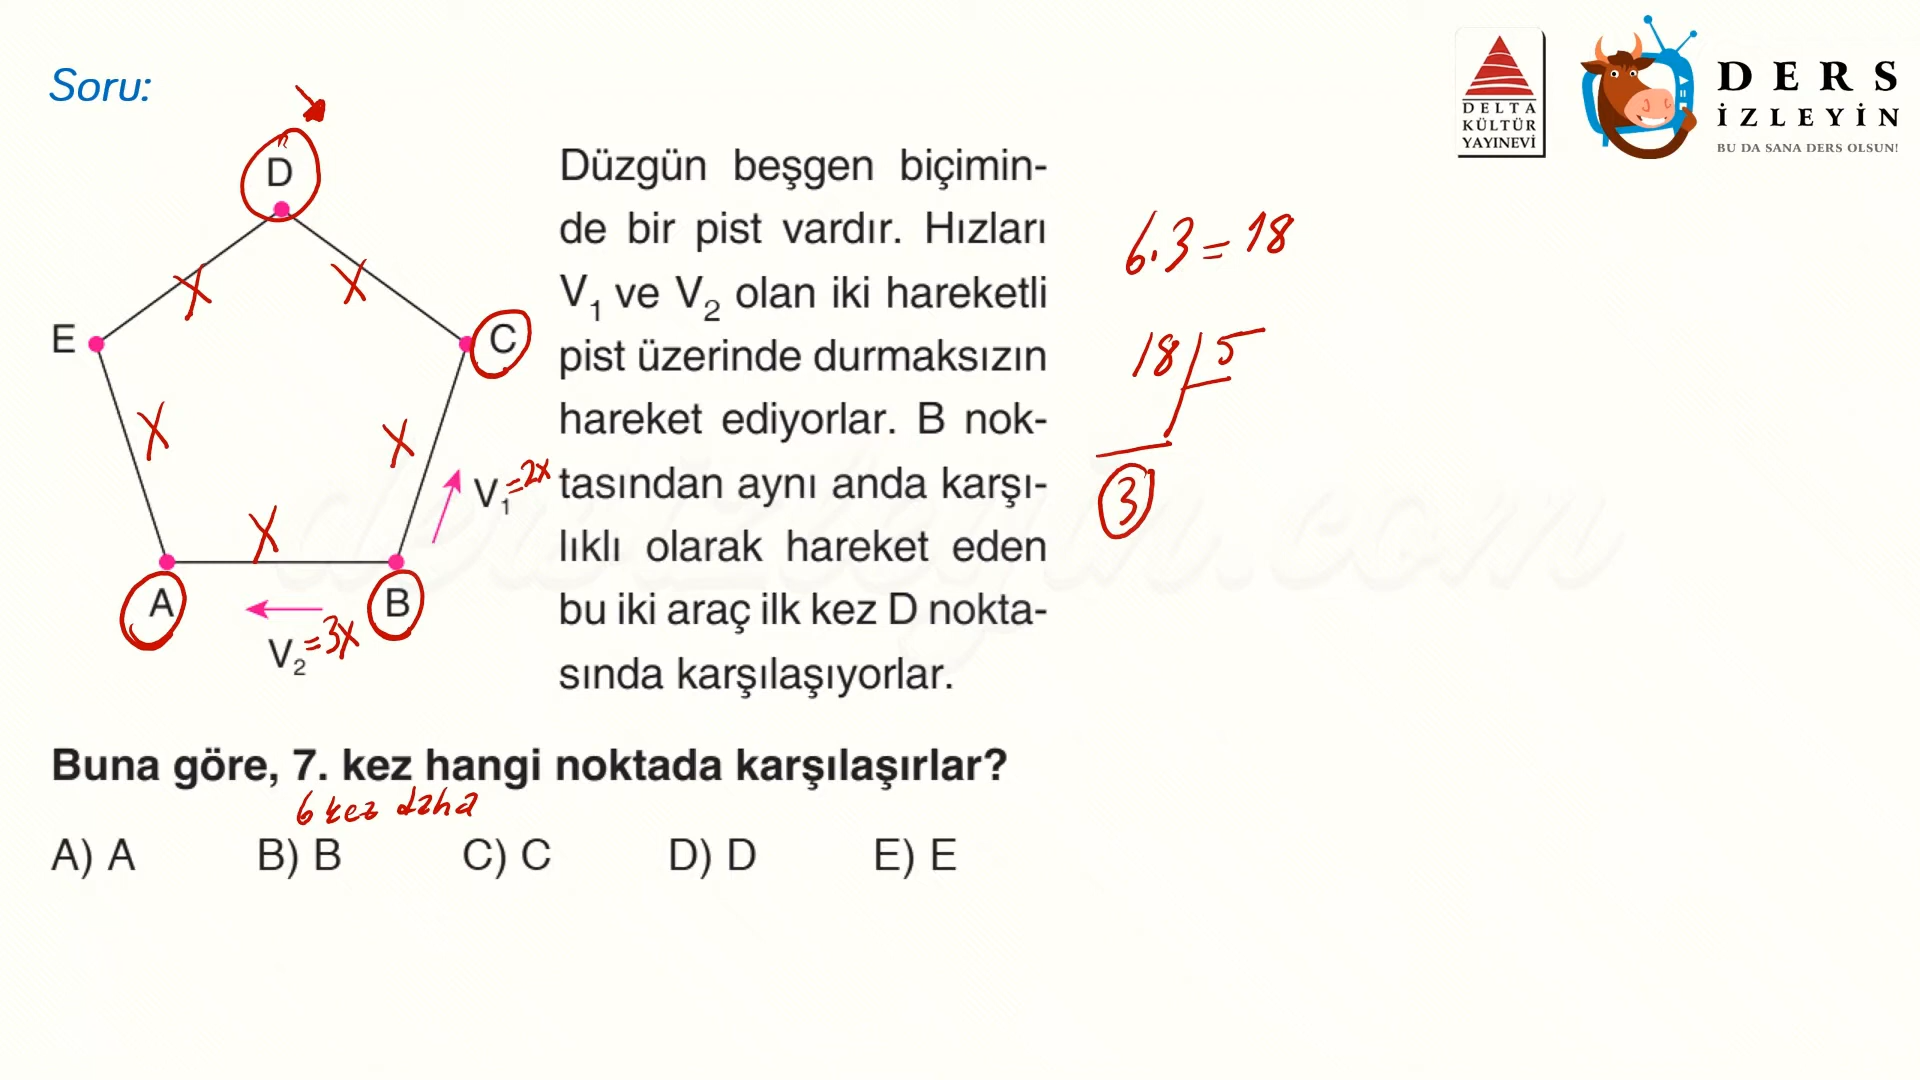 Soru:
DELTA
KÜLTÜR
YAYINEVİ
DERS
İZLEYİN
BU DA SANA DERS OLSUN!
D
E
C
A
B
X
X
X
X
X
V₁=2x
V₂=3x
Düzgün beşgen biçimin-
de bir pist vardır. Hızları
V₁ ve V₂ olan iki hareketli
pist üzerinde durmaksızın
hareket ediyorlar. B nok-
tasından aynı anda karşı-
lıklı olarak hareket eden
bu iki araç ilk kez D nokta-
sında karşılaşıyorlar.
6.3=18
18 5
3
Buna göre, 7. kez hangi noktada karşılaşırlar?
6 kez daha
A) A B) B C) C D) D E) E